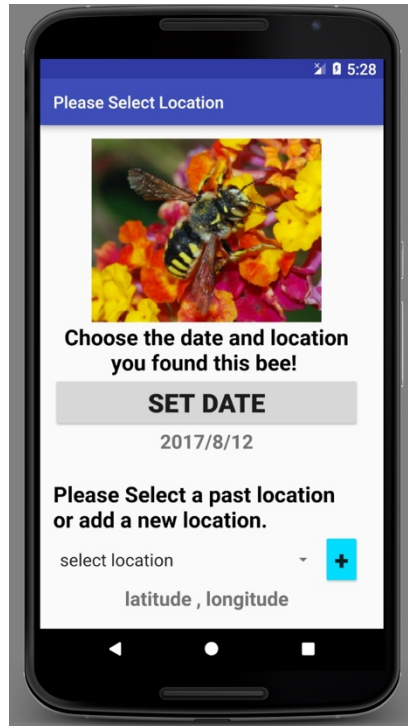 5:28
Please Select Location
Choose the date and location
you found this bee!
SET DATE
2017/8/12
Please Select a past location
or add a new location.
select location +
latitude , longitude